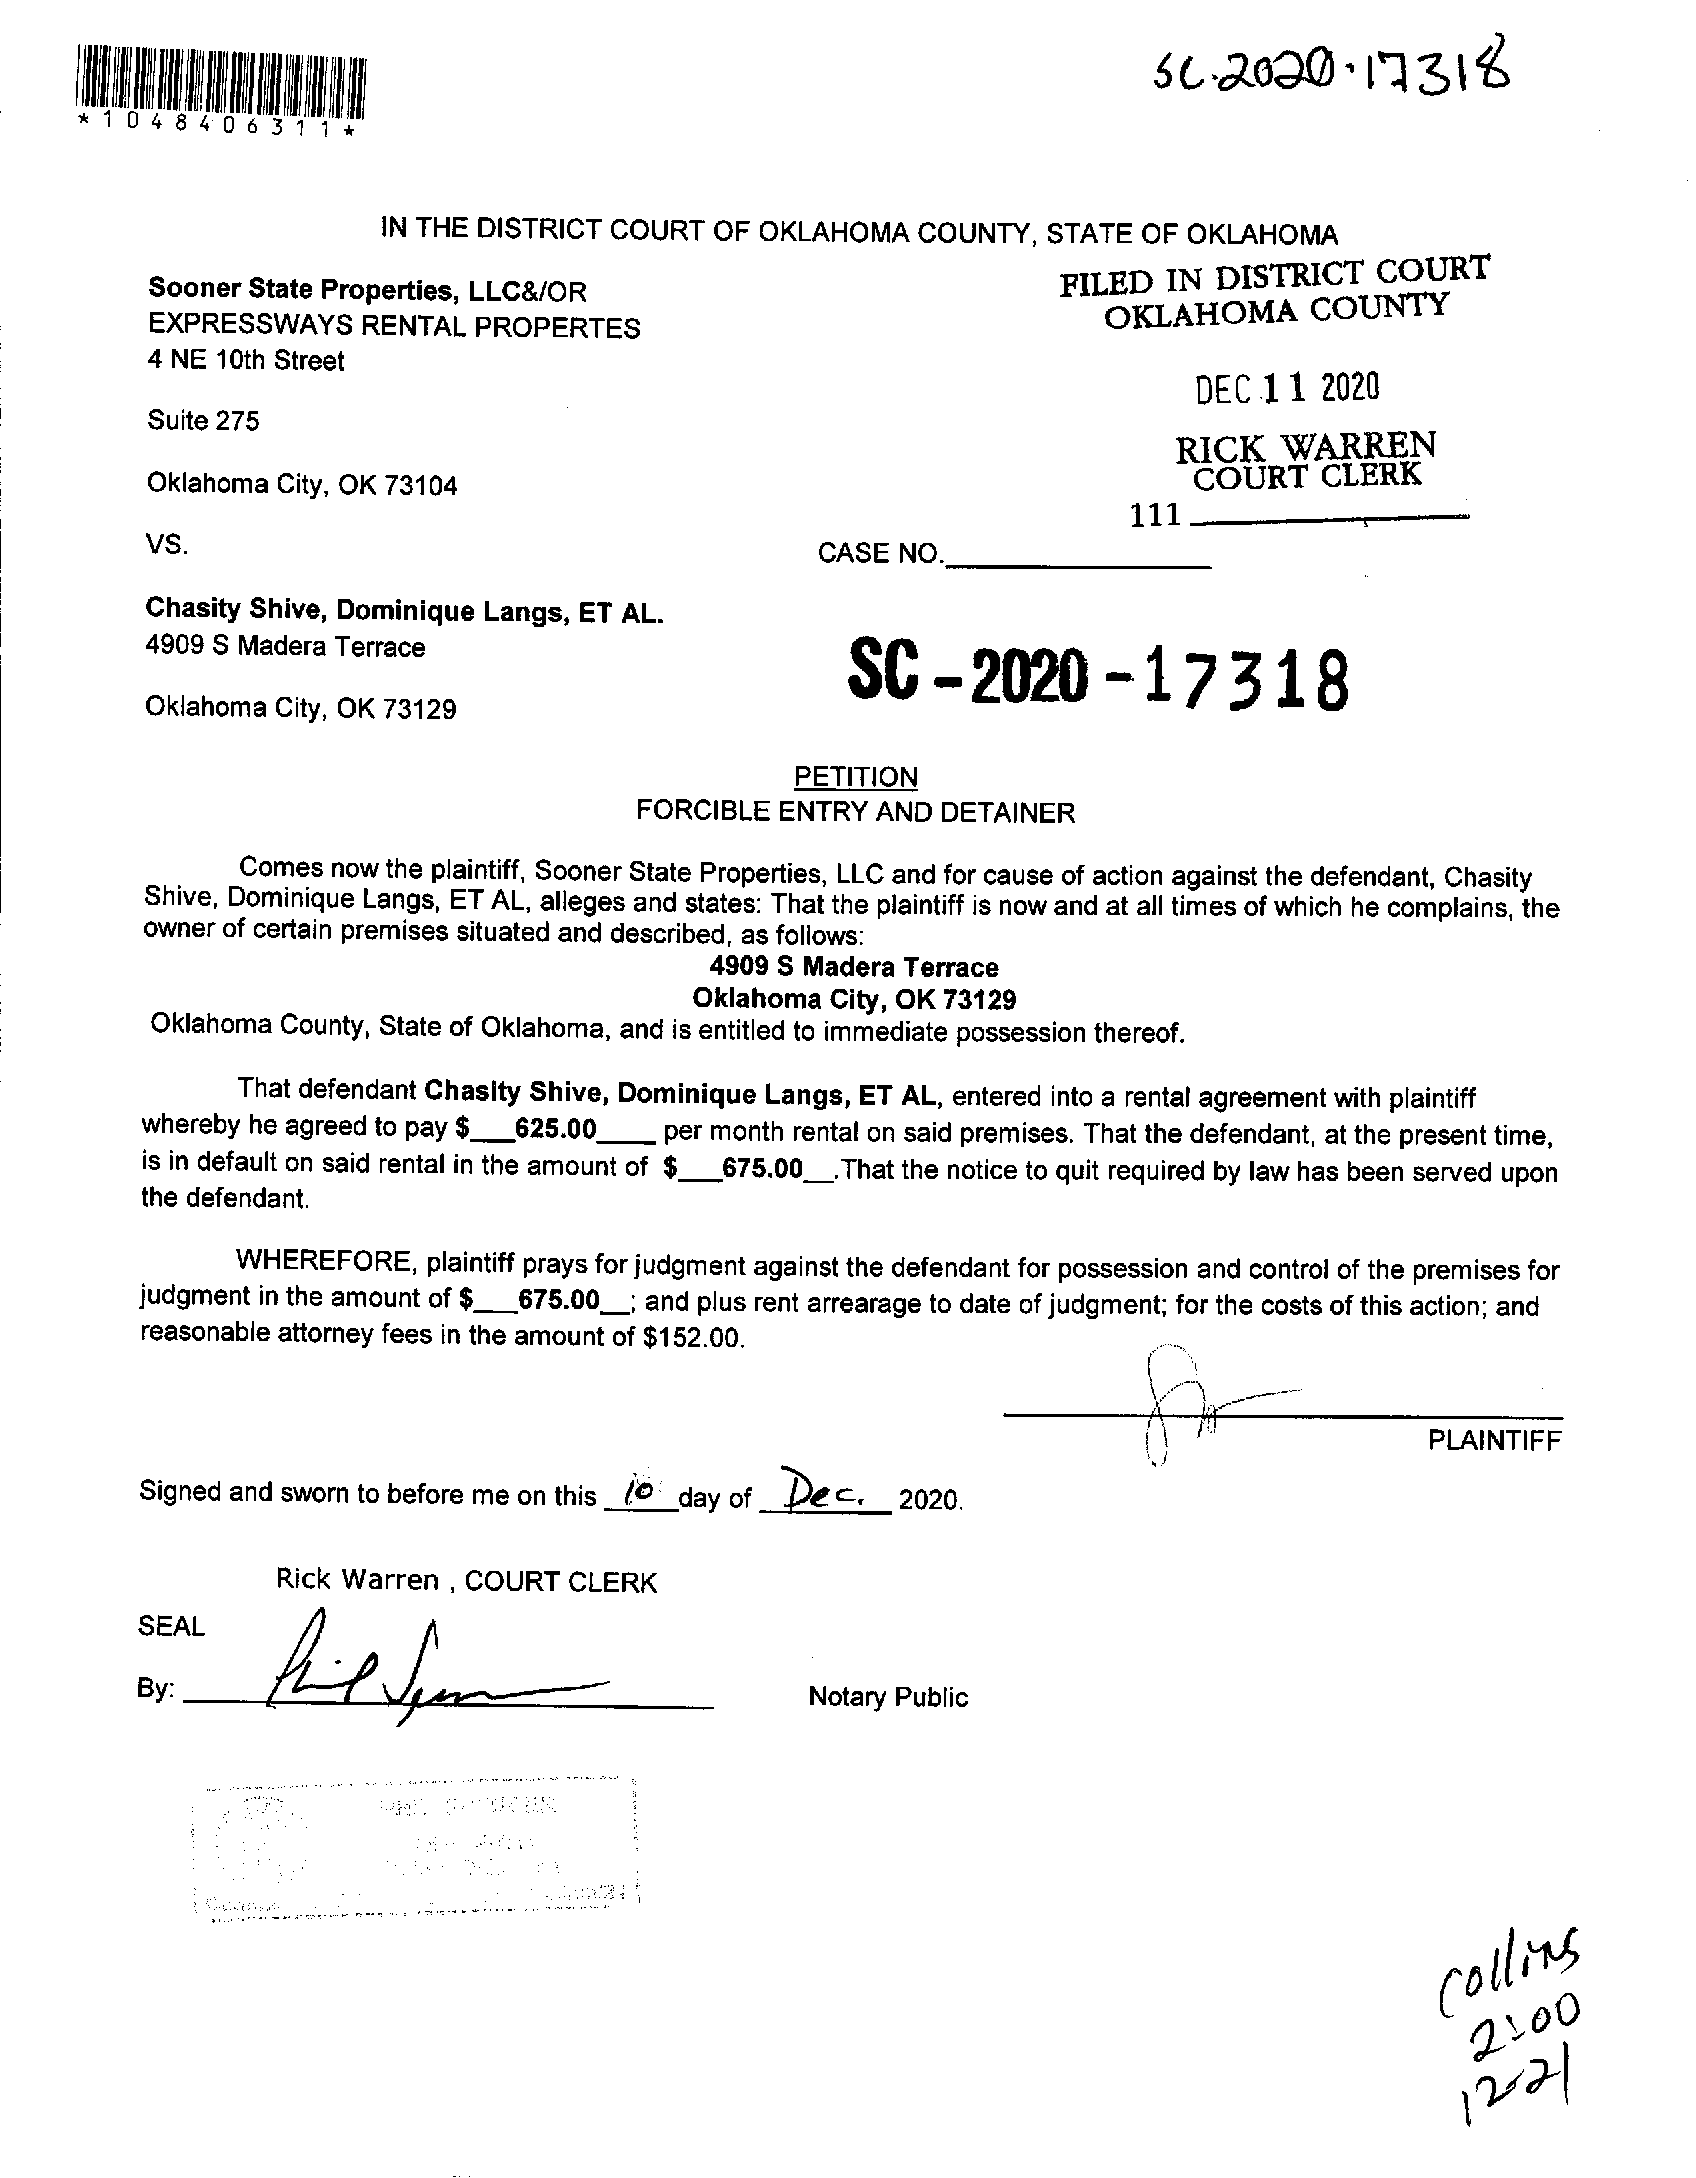 SC-2020-17318
*1048406311*
IN THE DISTRICT COURT OF OKLAHOMA COUNTY, STATE OF OKLAHOMA
FILED IN DISTRICT COURT
OKLAHOMA COUNTY
Sooner State Properties, LLC&/OR
EXPRESSWAYS RENTAL PROPERTES
4 NE 10th Street
DEC 11 2020
Suite 275
RICK WARREN
COURT CLERK
Oklahoma City, OK 73104
111
VS.
CASE NO.
Chasity Shive, Dominique Langs, ET AL.
4909 S Madera Terrace
SC-2020-17318
Oklahoma City, OK 73129
PETITION
FORCIBLE ENTRY AND DETAINER
Comes now the plaintiff, Sooner State Properties, LLC and for cause of action against the defendant, Chasity
Shive, Dominique Langs, ET AL, alleges and states: That the plaintiff is now and at all times of which he complains, the
owner of certain premises situated and described, as follows:
4909 S Madera Terrace
Oklahoma City, OK 73129
Oklahoma County, State of Oklahoma, and is entitled to immediate possession thereof.
That defendant Chasity Shive, Dominique Langs, ET AL, entered into a rental agreement with plaintiff
whereby he agreed to pay $___625.00____ per month rental on said premises. That the defendant, at the present time,
is in default on said rental in the amount of $___675.00__.That the notice to quit required by law has been served upon
the defendant.
WHEREFORE, plaintiff prays for judgment against the defendant for possession and control of the premises for
judgment in the amount of $___675.00__; and plus rent arrearage to date of judgment; for the costs of this action; and
reasonable attorney fees in the amount of $152.00.
PLAINTIFF
Signed and sworn to before me on this 10 day of Dec. 2020.
Rick Warren , COURT CLERK
SEAL
By:
Notary Public
Collins
2:00
12-21